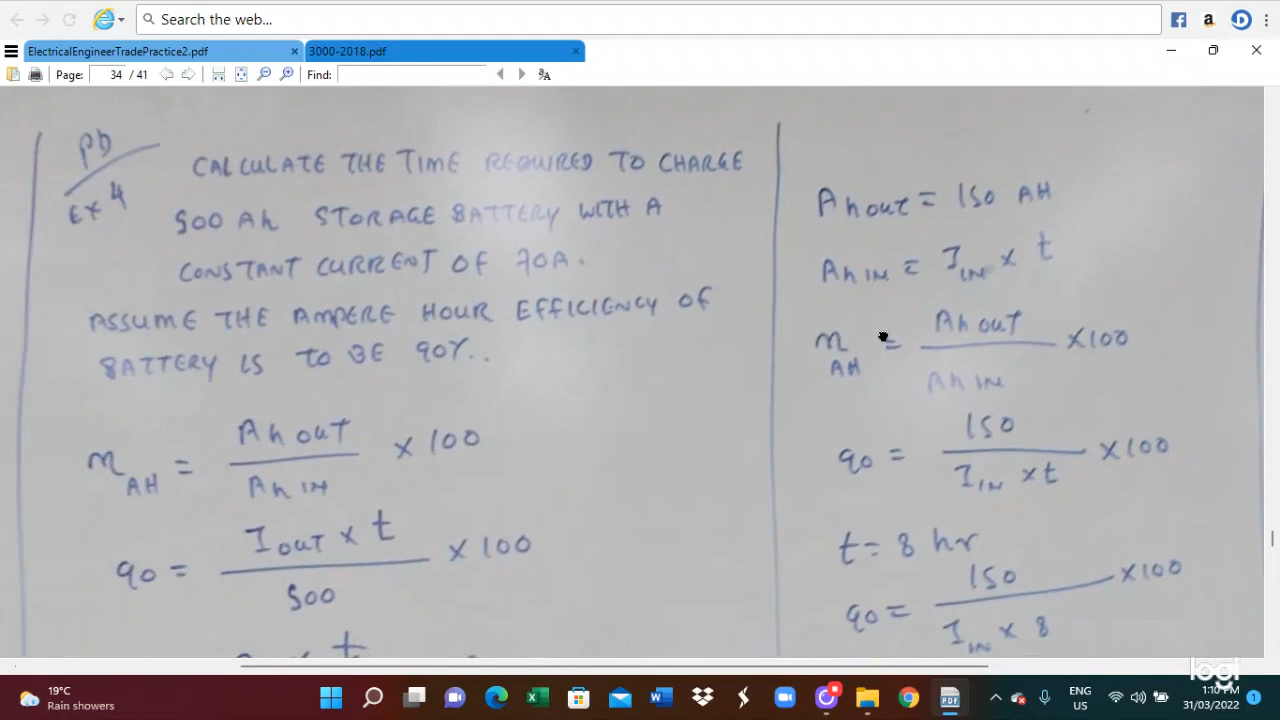 Search the web...
ElectricalEngineerTradePractice2.pdf
3000-2018.pdf
Page: 34 / 41 Find:
PD
EX 4
CALCULATE THE TIME REQUIRED TO CHARGE
500 Ah STORAGE BATTERY WITH A
CONSTANT CURRENT OF 70A.
ASSUME THE AMPERE HOUR EFFICIENCY OF
BATTERY IS TO BE 90%..
η AH = Ah OUT / Ah IN × 100
90 = I OUT × t / 500 × 100
Ah OUT = 150 AH
Ah IN = I IN × t
η AH = Ah OUT / Ah IN × 100
90 = 150 / I IN × t × 100
t = 8 hr
90 = 150 / I IN × 8 × 100
logi
19°C
Rain showers
ENG
US
1:10 PM
31/03/2022